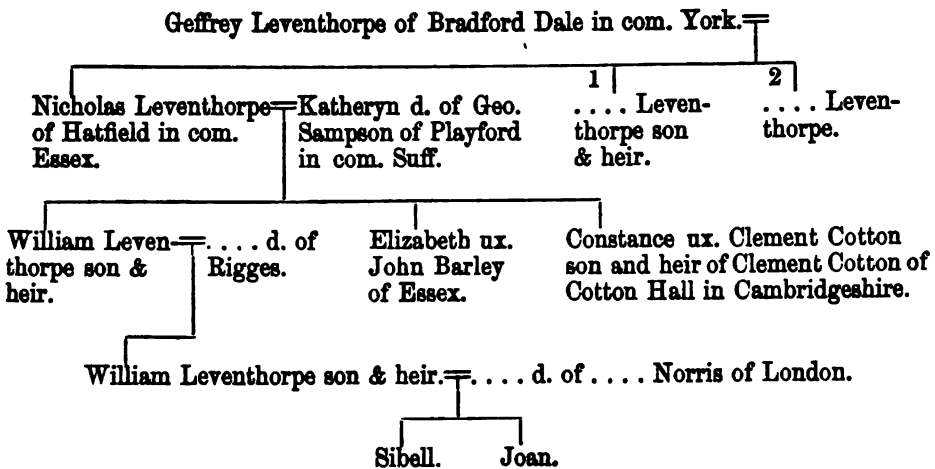 Geffrey Leventhorpe of Bradford Dale in com. York.
1
2
Nicholas Leventhorpe
of Hatfield in com.
Essex.
Katheryn d. of Geo.
Sampson of Playford
in com. Suff.
. . . . Leven-
thorpe son
& heir.
. . . . Leven-
thorpe.
William Leven-
thorpe son &
heir.
. . . . d. of
Rigges.
Elizabeth ux.
John Barley
of Essex.
Constance ux. Clement Cotton
son and heir of Clement Cotton of
Cotton Hall in Cambridgeshire.
William Leventhorpe son & heir. . . . . d. of . . . . Norris of London.
Sibell.
Joan.